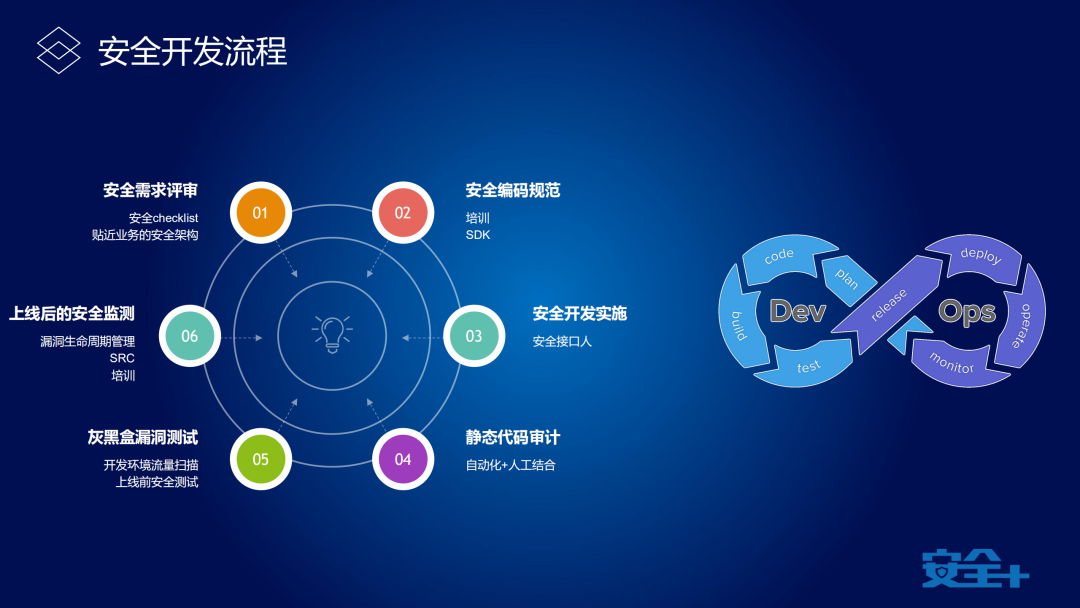 安全开发流程
安全需求评审
安全checklist
贴近业务的安全架构
01
02
安全编码规范
培训
SDK
上线后的安全监测
漏洞生命周期管理
SRC
培训
06
03
安全开发实施
安全接口人
灰黑盒漏洞测试
开发环境流量扫描
上线前安全测试
05
04
静态代码审计
自动化+人工结合
code
plan
build
test
Dev
release
deploy
operate
monitor
Ops
安全+